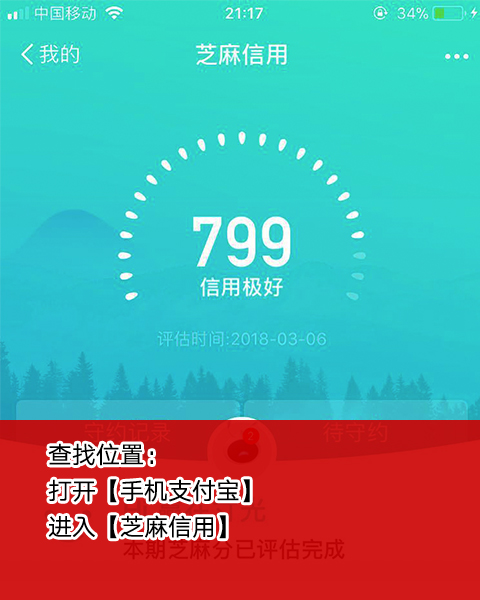 中国移动 21:17 34%
我的 芝麻信用
799
信用极好
评估时间:2018-03-06
守约记录 待守约
2
查找位置：
打开【手机支付宝】
进入【芝麻信用】
本期芝麻分已评估完成